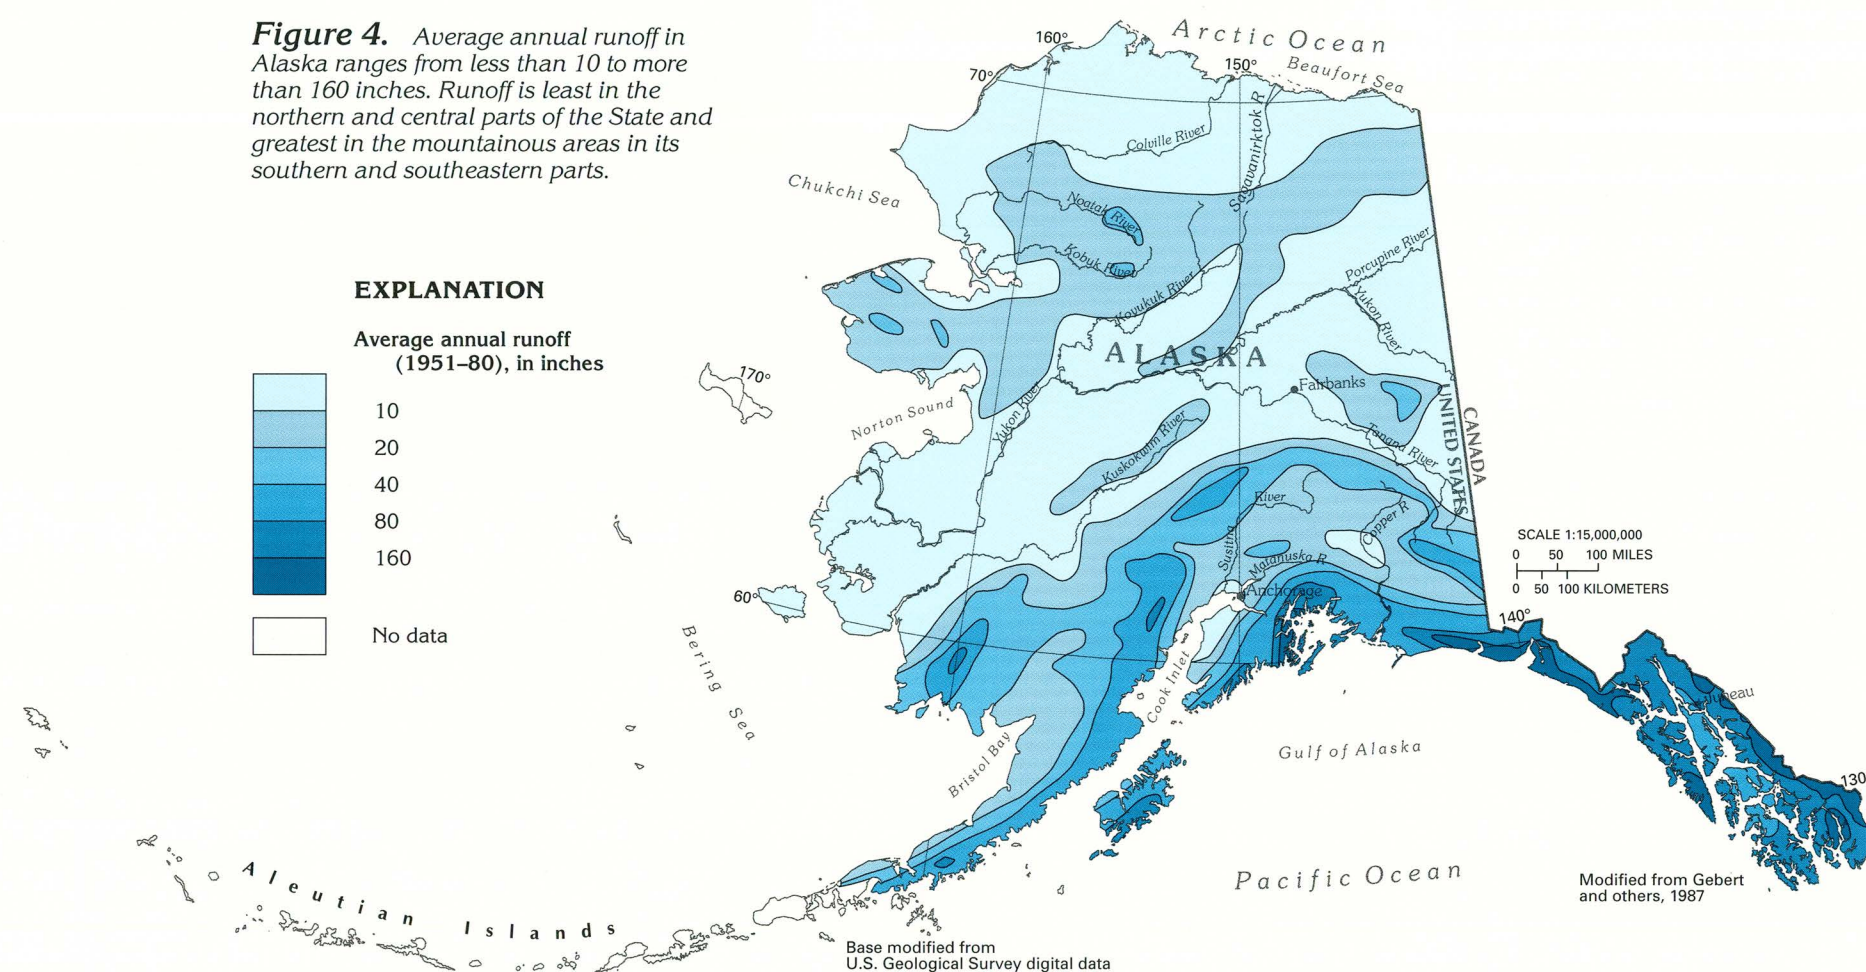 Figure 4. Average annual runoff in
Alaska ranges from less than 10 to more
than 160 inches. Runoff is least in the
northern and central parts of the State and
greatest in the mountainous areas in its
southern and southeastern parts.
EXPLANATION
Average annual runoff
(1951–80), in inches
10
20
40
80
160
No data
Arctic Ocean
Beaufort Sea
160°
150°
70°
Colville River
Sagavanirktok R
Chukchi Sea
Noatak River
Kobuk River
Koyukuk River
Porcupine River
Yukon River
ALASKA
170°
Norton Sound
Yukon River
Fairbanks
Kuskokwim River
Tanana River
UNITED STATES
CANADA
River
Susitna
Copper R
Matanuska R
Anchorage
SCALE 1:15,000,000
0 50 100 MILES
0 50 100 KILOMETERS
60°
140°
Bering Sea
Cook Inlet
Juneau
Bristol Bay
Gulf of Alaska
130
Aleutian Islands
Pacific Ocean
Modified from Gebert
and others, 1987
Base modified from
U.S. Geological Survey digital data